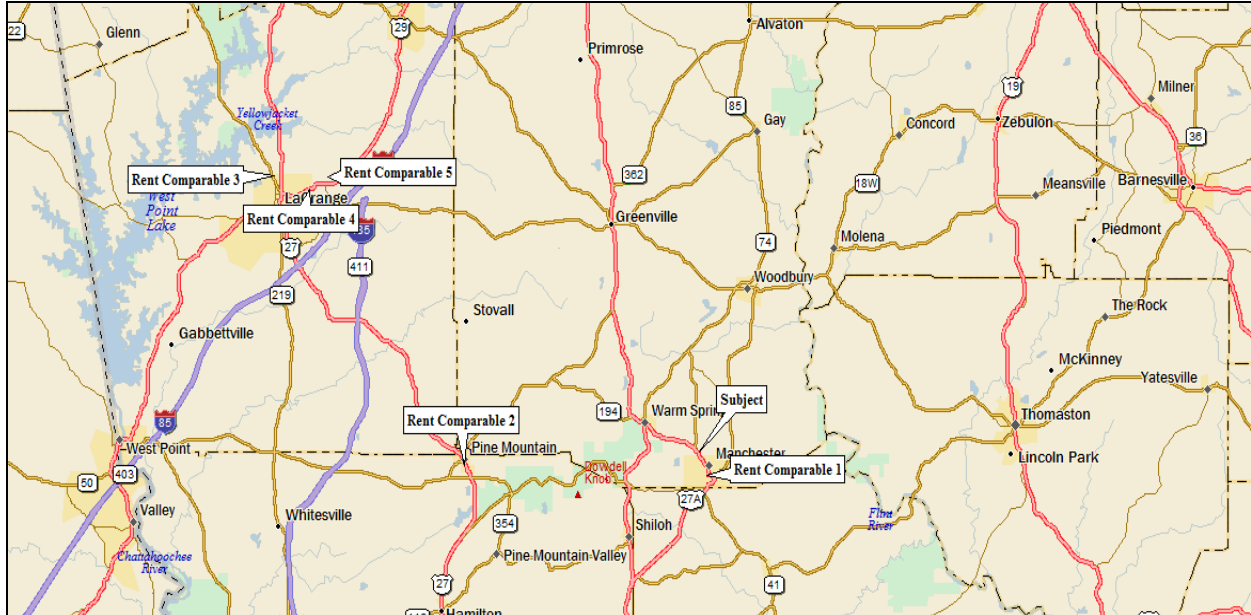 22
Glenn
29
Alvaton
Primrose
19
Milner
Yellowjacket
Creek
85
Gay
Concord
Zebulon
36
Rent Comparable 3
Rent Comparable 5
362
18W
Meansville
Barnesville
West
Point
Lake
LaGrange
Rent Comparable 4
Greenville
27
411
74
Molena
Piedmont
Woodbury
219
Stovall
The Rock
Gabbettville
McKinney
Yatesville
Subject
194
Warm Sprin
85
Rent Comparable 2
Thomaston
West Point
Pine Mountain
Manchester
Lincoln Park
403
Dowdell
Knob
Rent Comparable 1
50
27A
Valley
Whitesville
354
Shiloh
Flint
River
Chattahoochee
River
Pine Mountain Valley
27
41
Hamilton